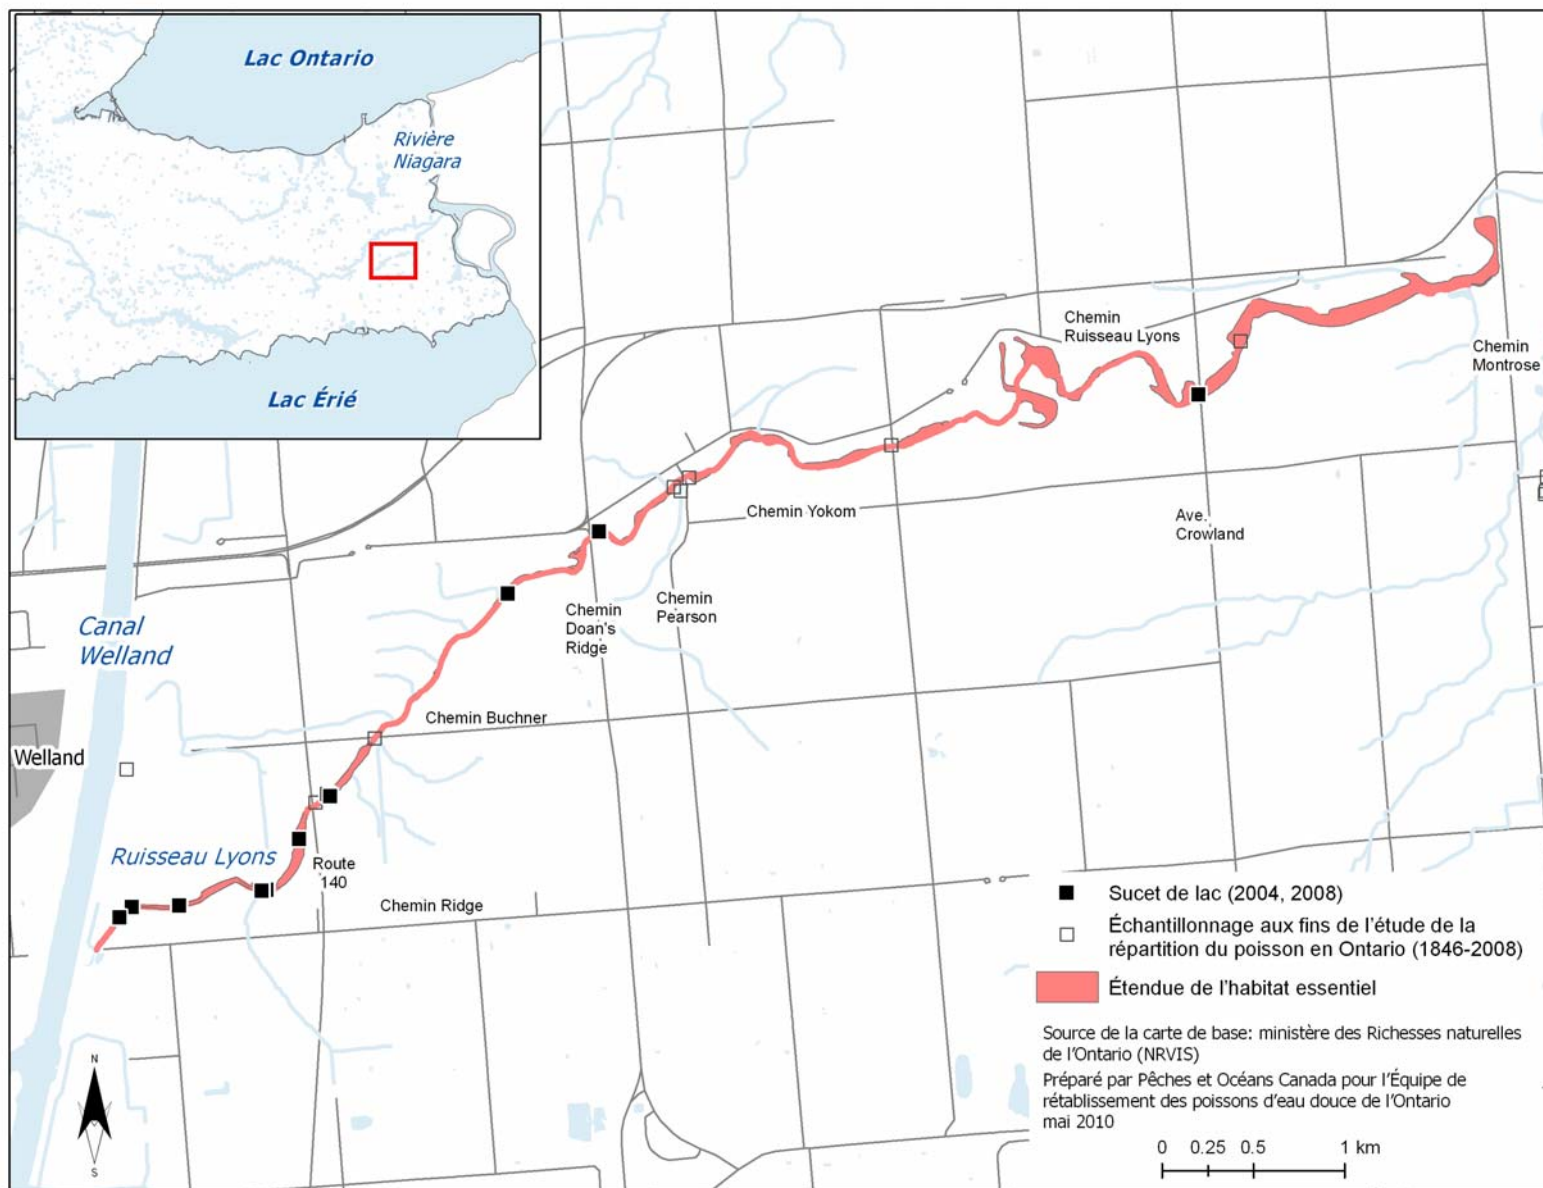 Lac Ontario
Rivière
Niagara
Lac Érié
Chemin
Ruisseau Lyons
Chemin
Montrose
Chemin Yokom
Ave.
Crowland
Chemin
Doan's
Ridge
Chemin
Pearson
Canal
Welland
Chemin Buchner
Welland
Ruisseau Lyons
Route
140
Chemin Ridge
Sucet de lac (2004, 2008)
Échantillonnage aux fins de l'étude de la
répartition du poisson en Ontario (1846-2008)
Étendue de l'habitat essentiel
Source de la carte de base: ministère des Richesses naturelles
de l'Ontario (NRVIS)
Préparé par Pêches et Océans Canada pour l'Équipe de
rétablissement des poissons d'eau douce de l'Ontario
mai 2010
N
S
0 0.25 0.5 1 km